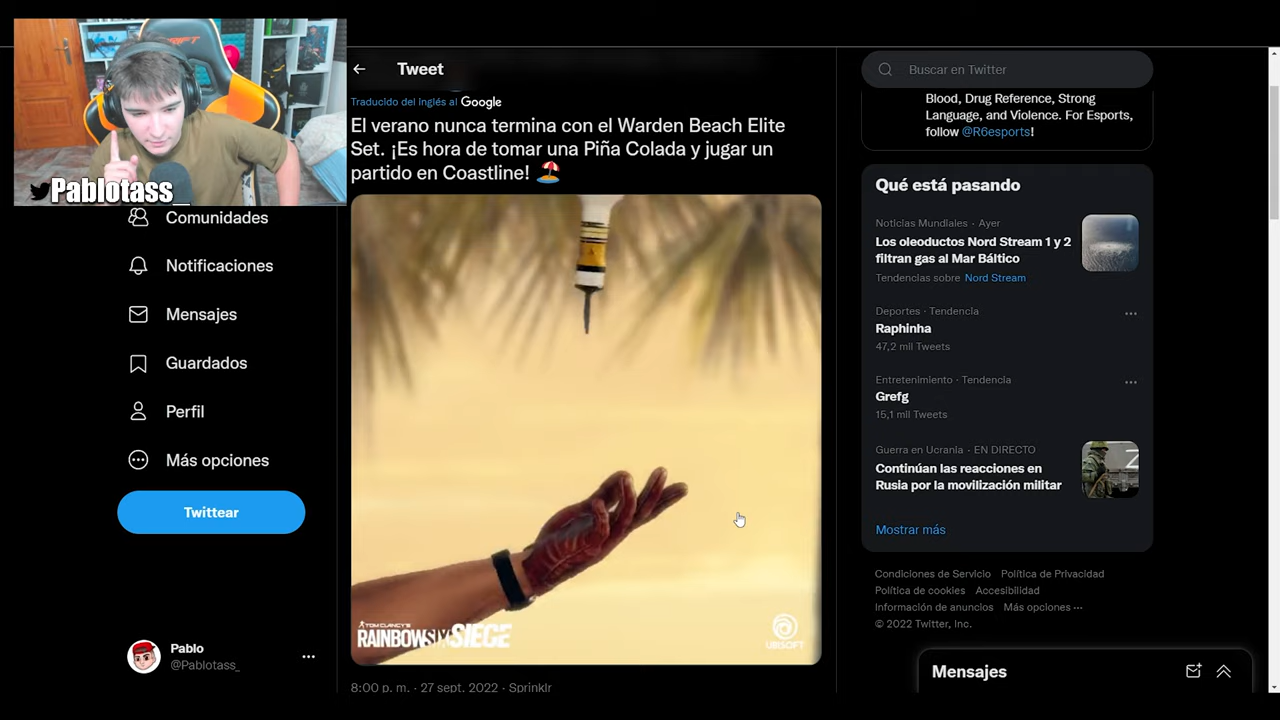 Pablotass_
Comunidades
Notificaciones
Mensajes
Guardados
Perfil
Más opciones
Twittear
Pablo
@Pablotass_
Tweet
Traducido del inglés al Google
El verano nunca termina con el Warden Beach Elite
Set. ¡Es hora de tomar una Piña Colada y jugar un
partido en Coastline!
TOM CLANCY'S
RAINBOWSIX SIEGE
UBISOFT
8:00 p. m. · 27 sept. 2022 · Sprinklr
Buscar en Twitter
Blood, Drug Reference, Strong
Language, and Violence. For Esports,
follow @R6esports!
Qué está pasando
Noticias Mundiales · Ayer
Los oleoductos Nord Stream 1 y 2
filtran gas al Mar Báltico
Tendencias sobre Nord Stream
Deportes · Tendencia
Raphinha
47,2 mil Tweets
Entretenimiento · Tendencia
Grefg
15,1 mil Tweets
Guerra en Ucrania · EN DIRECTO
Continúan las reacciones en
Rusia por la movilización militar
Mostrar más
Condiciones de Servicio Política de Privacidad
Política de cookies Accesibilidad
Información de anuncios Más opciones ···
© 2022 Twitter, Inc.
Mensajes